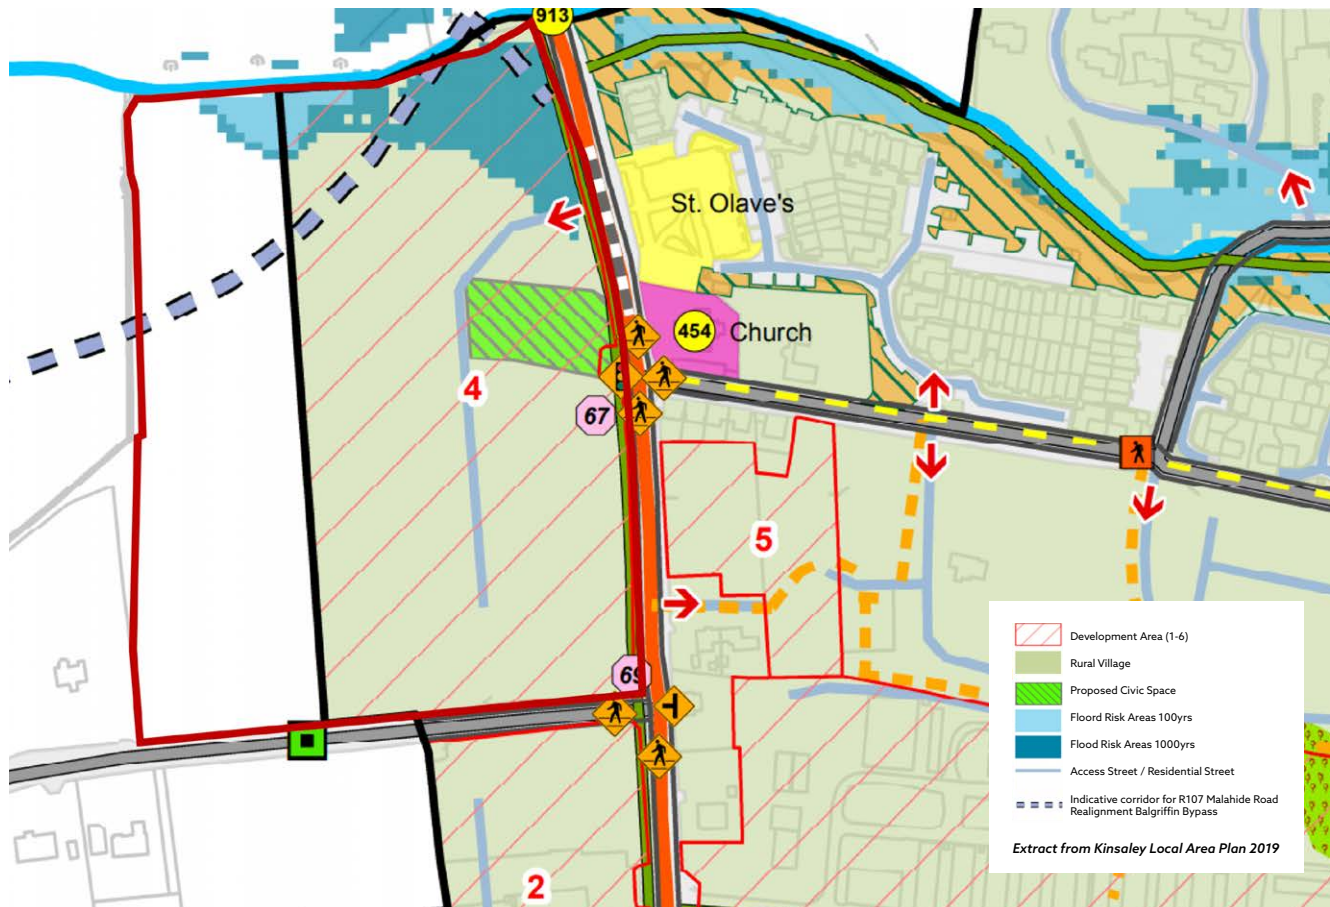 913
St. Olave's
454 Church
4
67
5
69
2
Development Area (1-6)
Rural Village
Proposed Civic Space
Floord Risk Areas 100yrs
Flood Risk Areas 1000yrs
Access Street / Residential Street
Indicative corridor for R107 Malahide Road
Realignment Balgriffin Bypass
Extract from Kinsaley Local Area Plan 2019